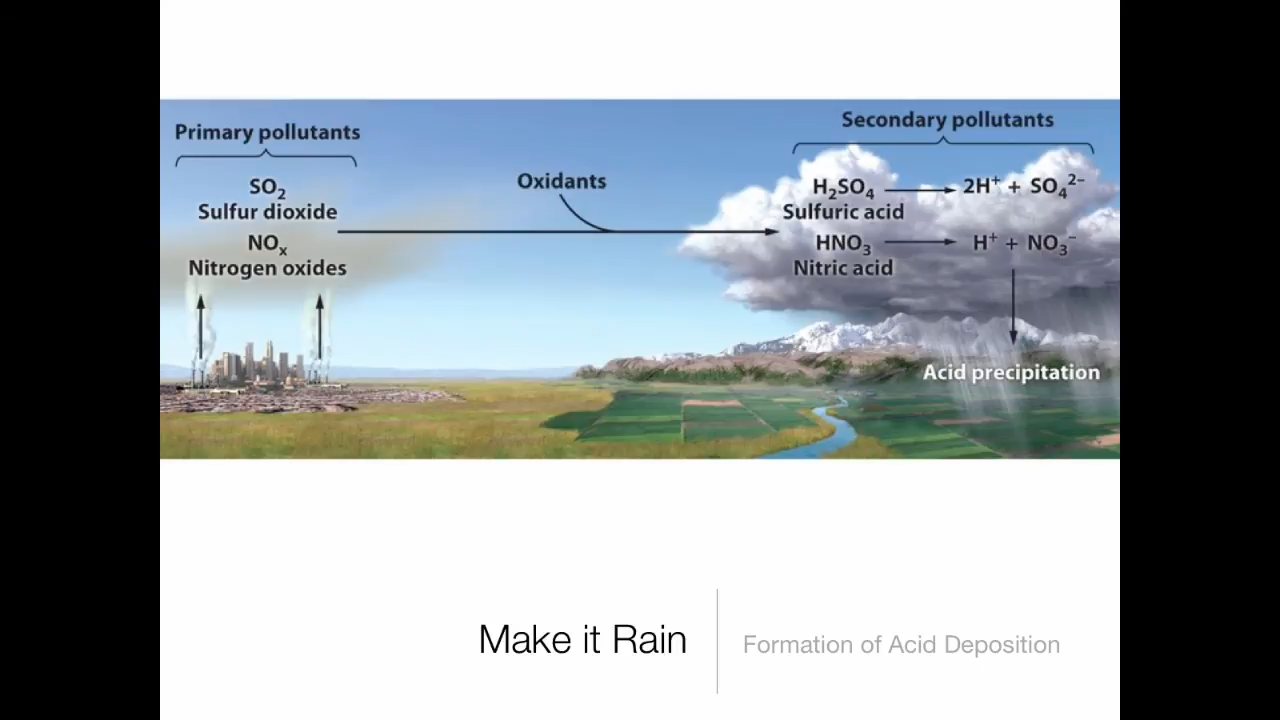 Primary pollutants
SO₂
Sulfur dioxide
NOₓ
Nitrogen oxides
Oxidants
Secondary pollutants
H₂SO₄ → 2H⁺ + SO₄²⁻
Sulfuric acid
HNO₃ → H⁺ + NO₃⁻
Nitric acid
Acid precipitation
Make it Rain
Formation of Acid Deposition